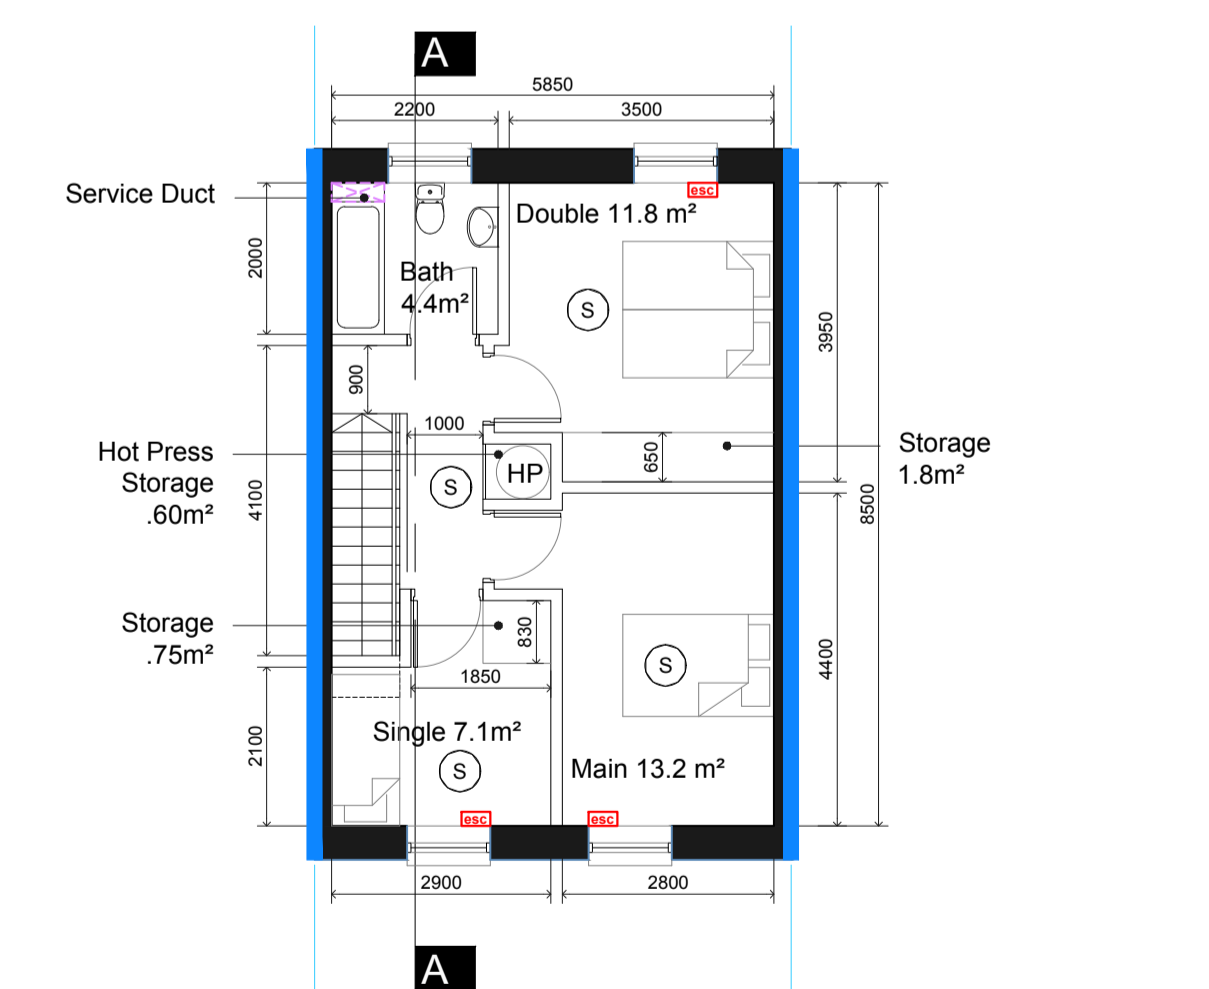 A
5850
2200
3500
Service Duct
esc
Double 11.8 m²
2000
Bath
4.4m²
S
3950
900
1000
Hot Press
Storage
.60m²
HP
650
Storage
1.8m²
S
4100
8500
Storage
.75m²
830
1850
S
4400
Single 7.1m²
2100
S
Main 13.2 m²
esc
esc
2900
2800
A